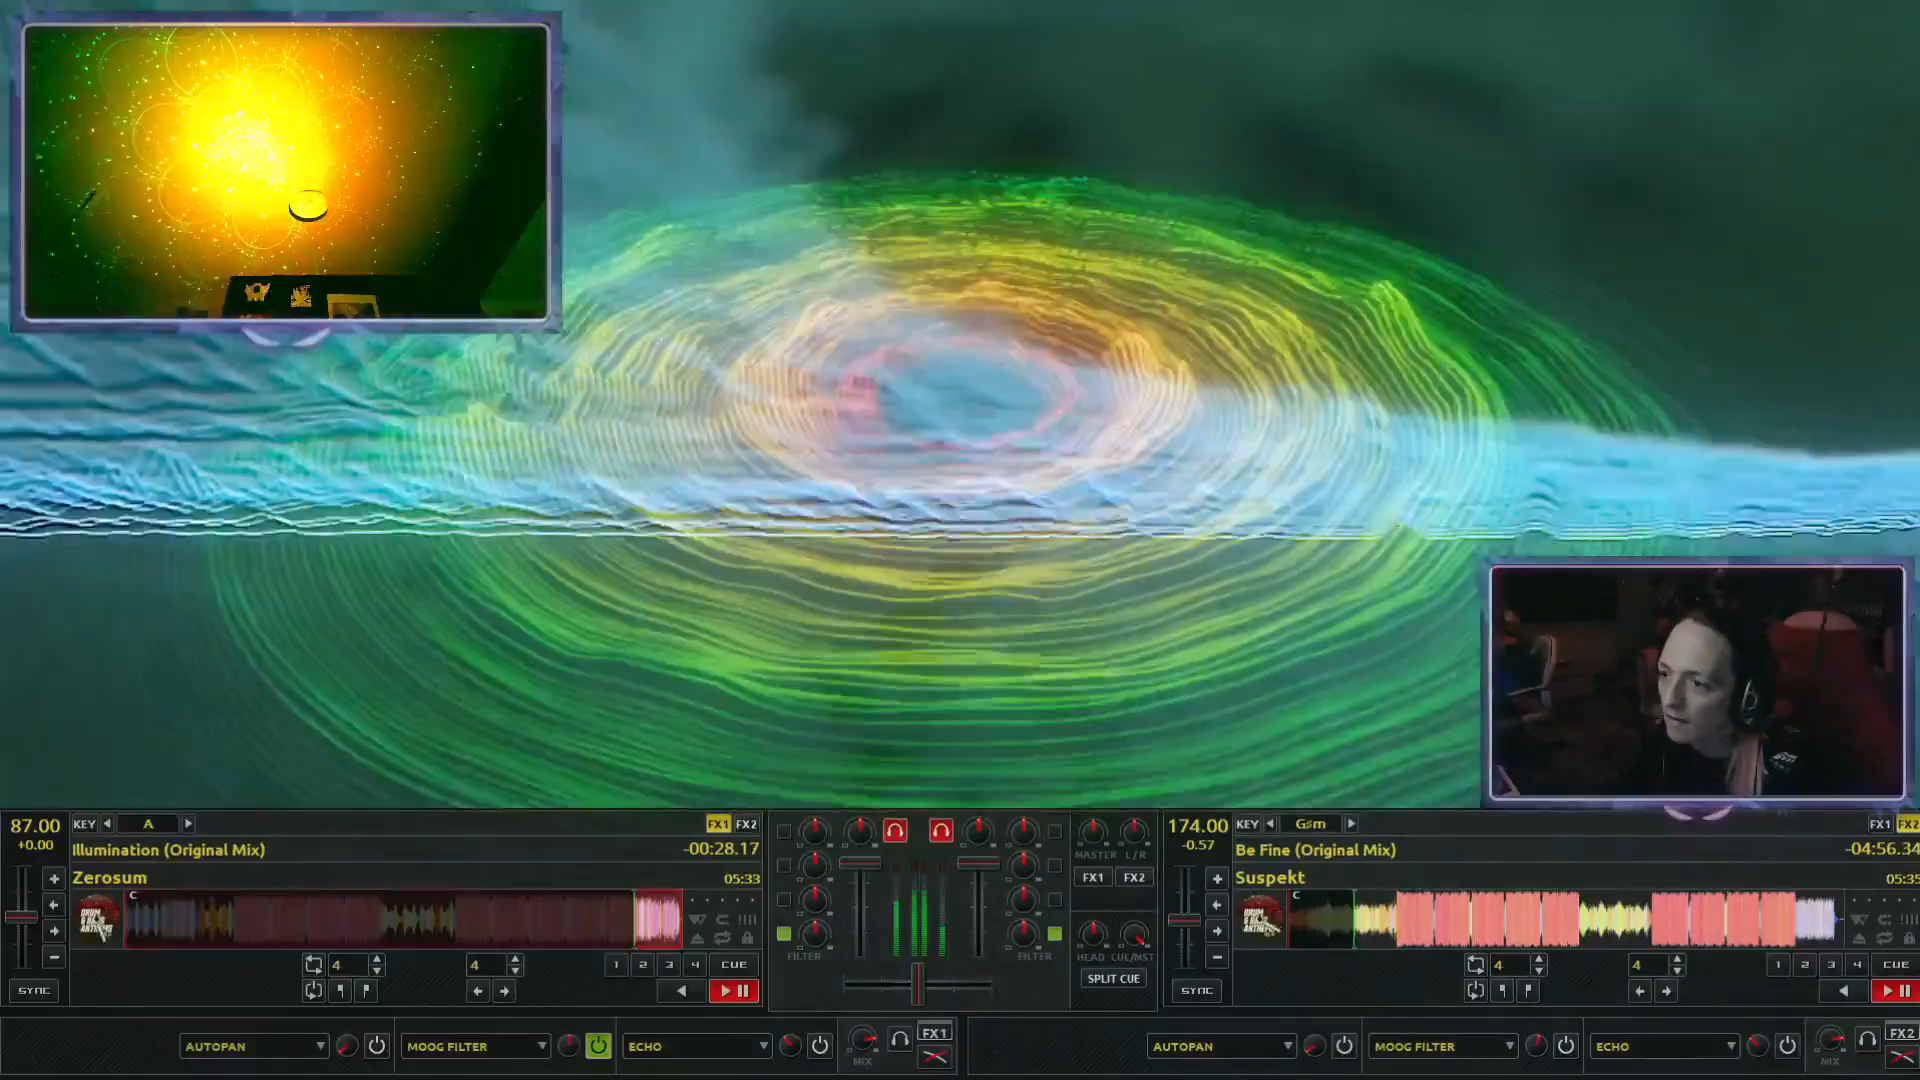 87.00
+0.00
KEY A FX1 FX2
Illumination (Original Mix) -00:28.17
Zerosum 05:33
C
4 4 1 2 3 4 CUE
SYNC
MASTER L/R
FX1 FX2
FILTER FILTER HEAD CUE/MST
SPLIT CUE
174.00
-0.57
KEY G#m FX1 FX2
Be Fine (Original Mix) -04:56.34
Suspekt 05:35
C
4 4 1 2 3 4 CUE
SYNC
AUTOPAN MOOG FILTER ECHO MIX FX1
AUTOPAN MOOG FILTER ECHO MIX FX2